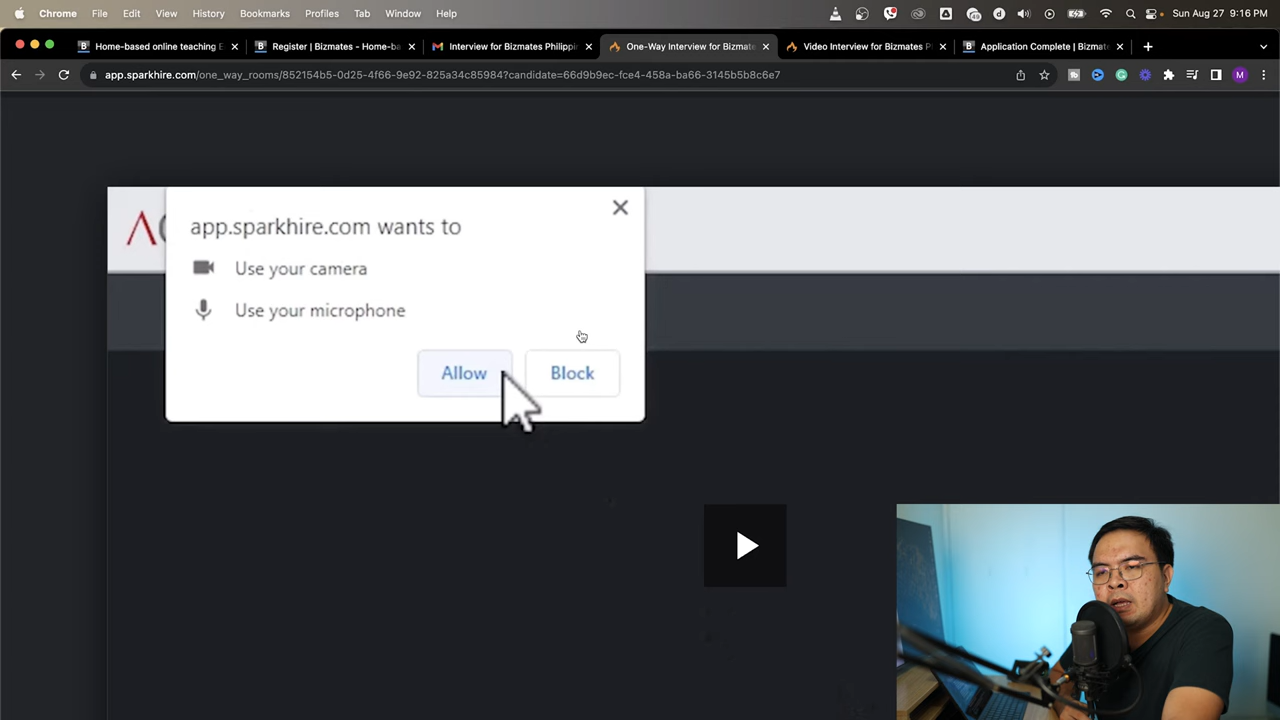 Chrome File Edit View History Bookmarks Profiles Tab Window Help
49 Sun Aug 27 9:16 PM
Home-based online teaching E
Register | Bizmates - Home-ba
Interview for Bizmates Philippi
One-Way Interview for Bizmate
Video Interview for Bizmates P
Application Complete | Bizmate
app.sparkhire.com/one_way_rooms/852154b5-0d25-4f66-9e92-825a34c85984?candidate=66d9b9ec-fce4-458a-ba66-3145b5b8c6e7
M
app.sparkhire.com wants to
Use your camera
Use your microphone
Allow Block